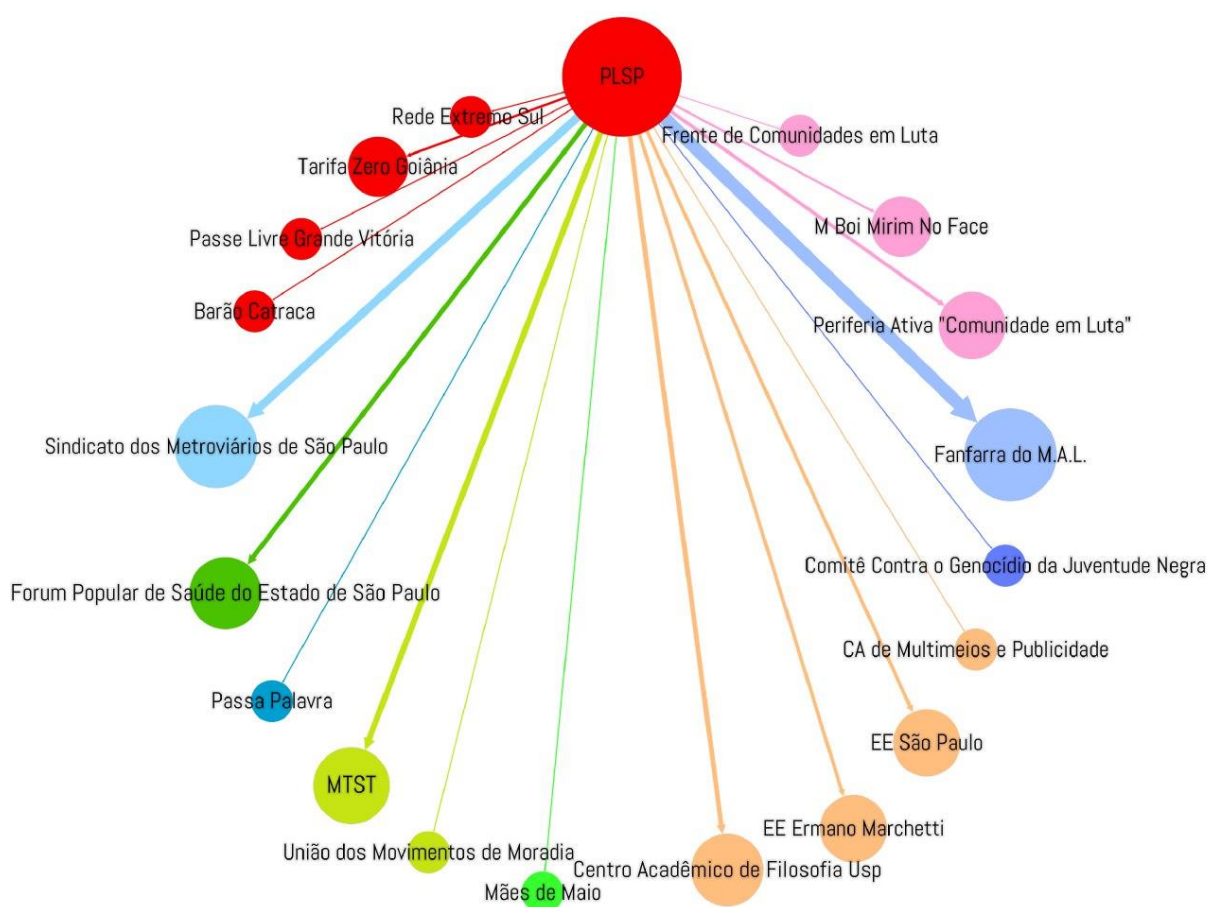 PLSP
Rede Extremo Sul
Frente de Comunidades em Luta
Tarifa Zero Goiânia
M Boi Mirim No Face
Passe Livre Grande Vitória
Barão Catraca
Periferia Ativa "Comunidade em Luta"
Sindicato dos Metroviários de São Paulo
Fanfarra do M.A.L.
Comitê Contra o Genocídio da Juventude Negra
Forum Popular de Saúde do Estado de São Paulo
CA de Multimeios e Publicidade
Passa Palavra
EE São Paulo
MTST
EE Ermano Marchetti
União dos Movimentos de Moradia
Centro Acadêmico de Filosofia Usp
Mães de Maio